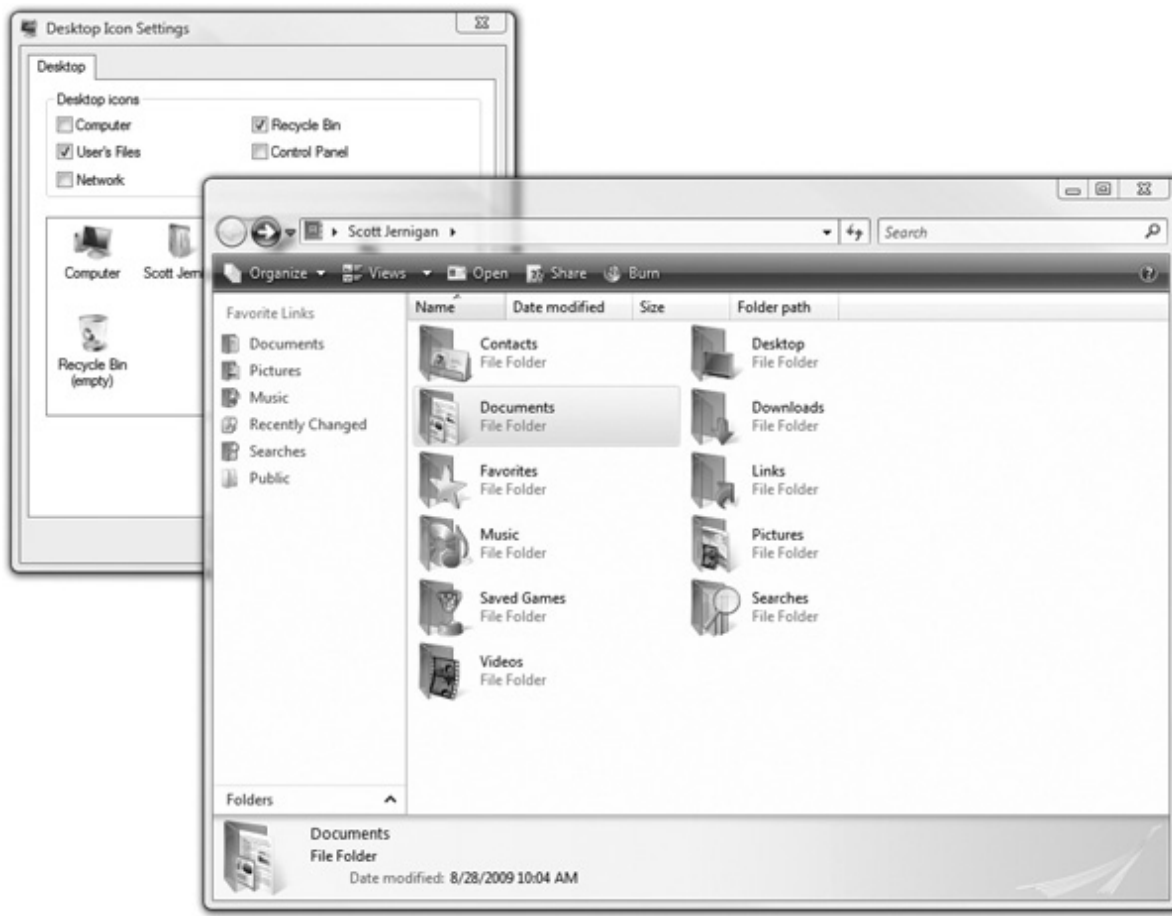 Desktop Icon Settings
Desktop
Desktop icons
Computer
Recycle Bin
User's Files
Control Panel
Network
Computer
Scott Jern
Recycle Bin
(empty)
Scott Jernigan
Search
Organize
Views
Open
Share
Burn
Favorite Links
Documents
Pictures
Music
Recently Changed
Searches
Public
Folders
Name
Date modified
Size
Folder path
Contacts
File Folder
Desktop
File Folder
Documents
File Folder
Downloads
File Folder
Favorites
File Folder
Links
File Folder
Music
File Folder
Pictures
File Folder
Saved Games
File Folder
Searches
File Folder
Videos
File Folder
Documents
File Folder
Date modified: 8/28/2009 10:04 AM